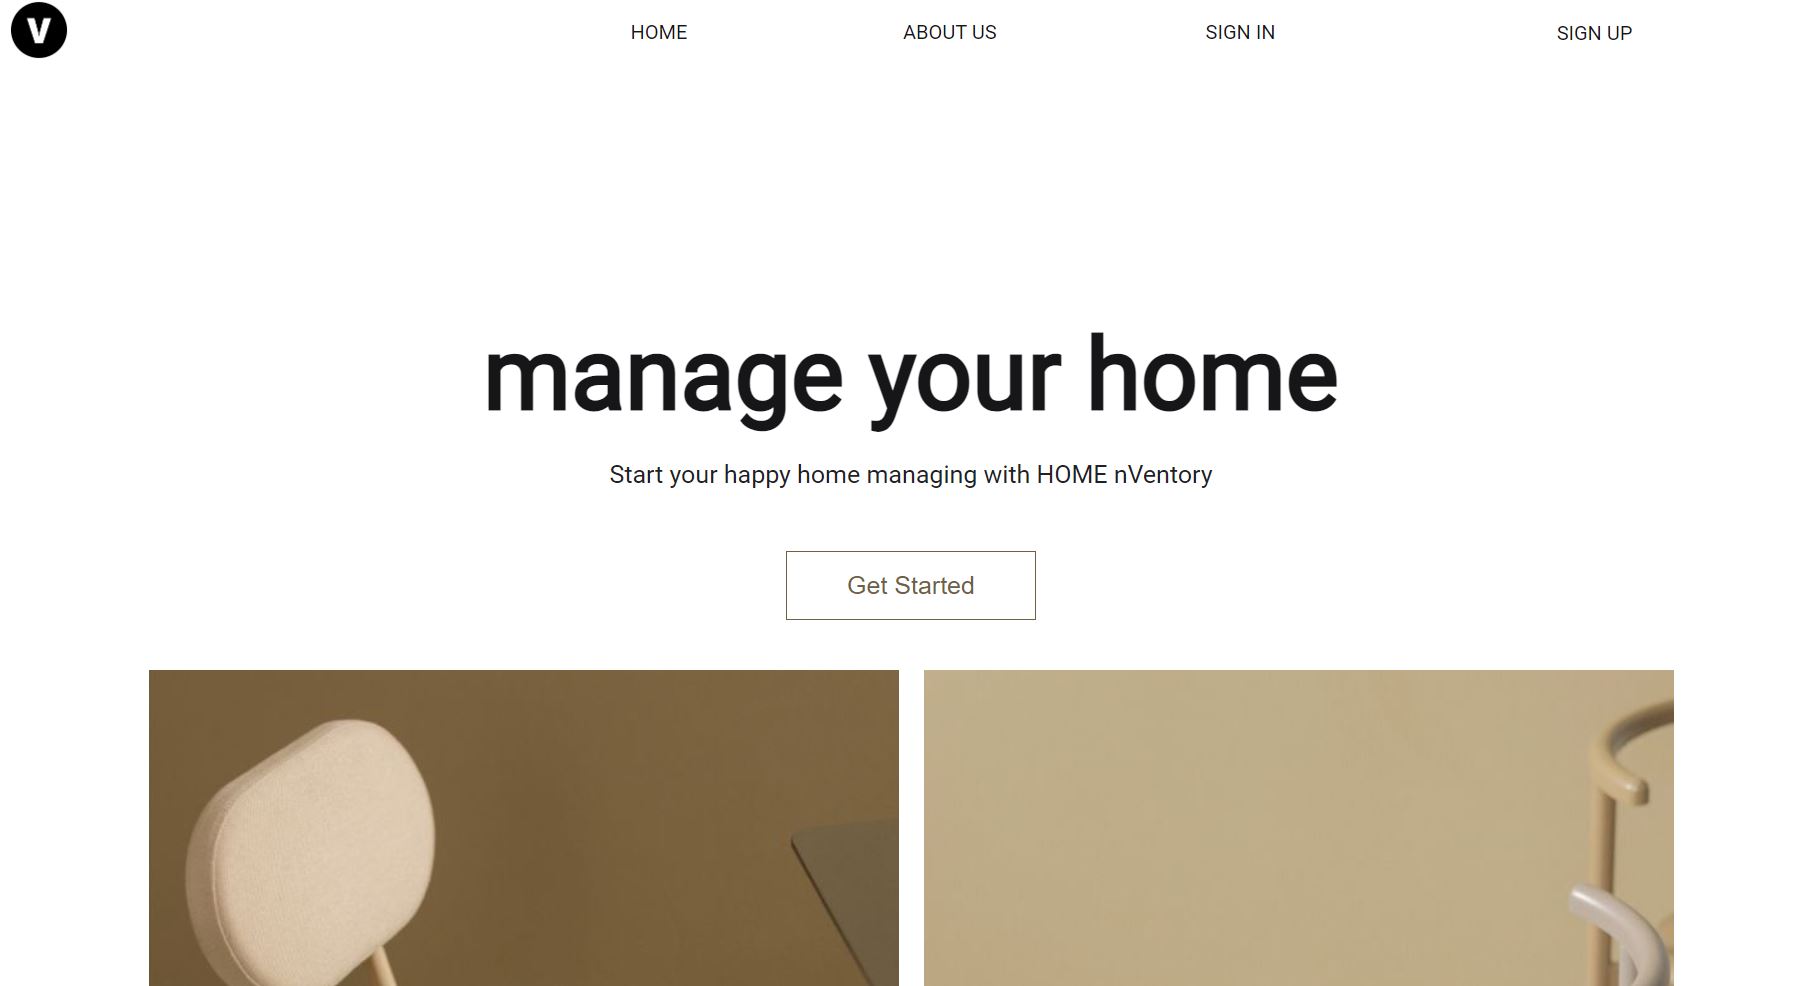 V
HOME
ABOUT US
SIGN IN
SIGN UP
manage your home
Start your happy home managing with HOME nVentory
Get Started